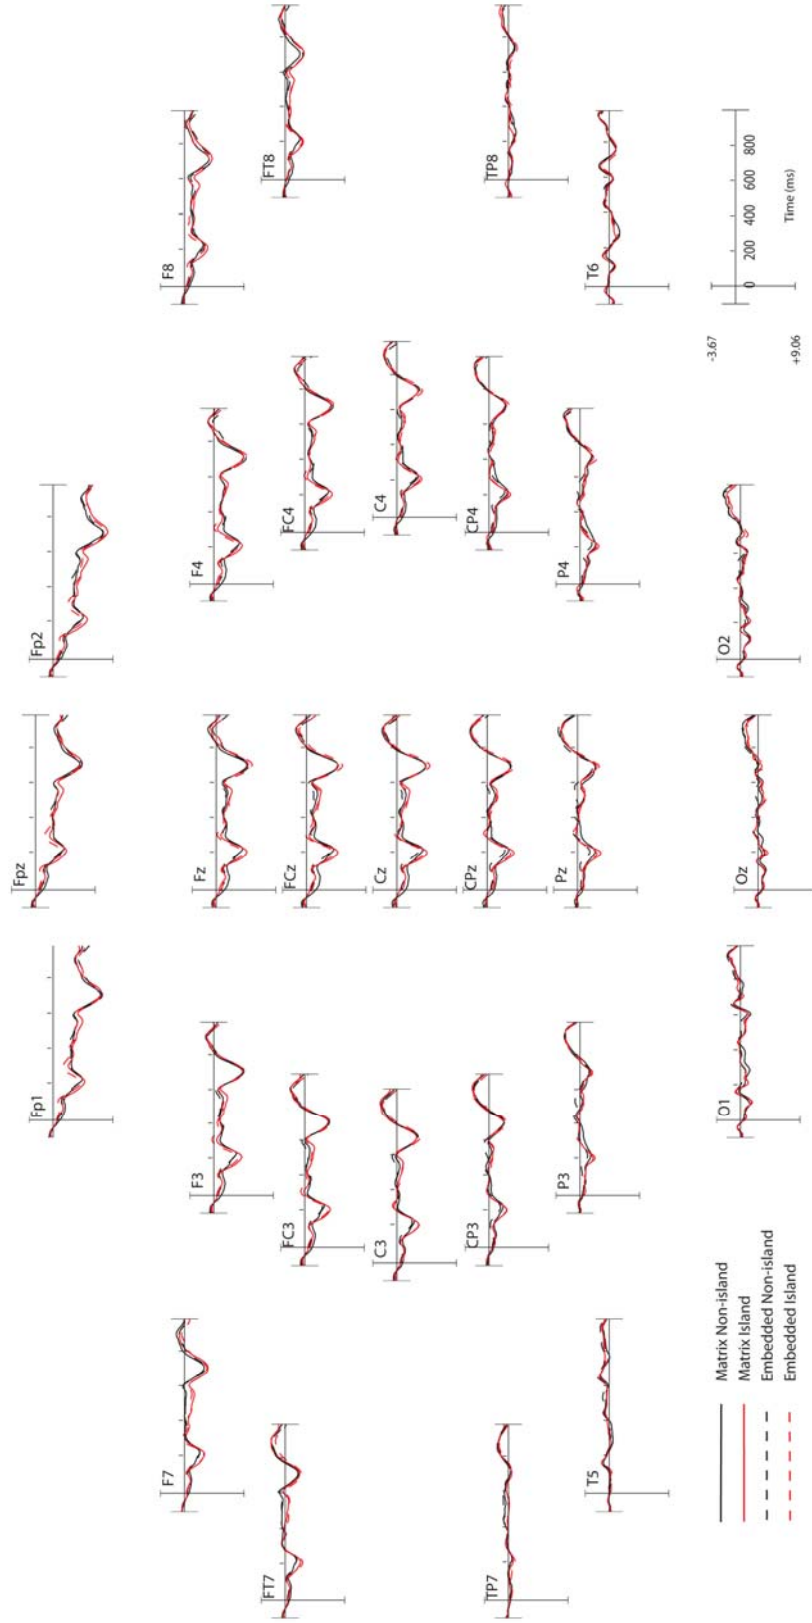 Fpz
Fp1
Fp2
F7
F8
F3
Fz
F4
FT7
FC3
FCz
FC4
FT8
C3
Cz
C4
TP7
CP3
CPz
CP4
TP8
P3
Pz
P4
T5
T6
O1
Oz
O2
Matrix Non-island
Matrix Island
Embedded Non-island
Embedded Island
-3.67
+9.06
0 200 400 600 800
Time (ms)